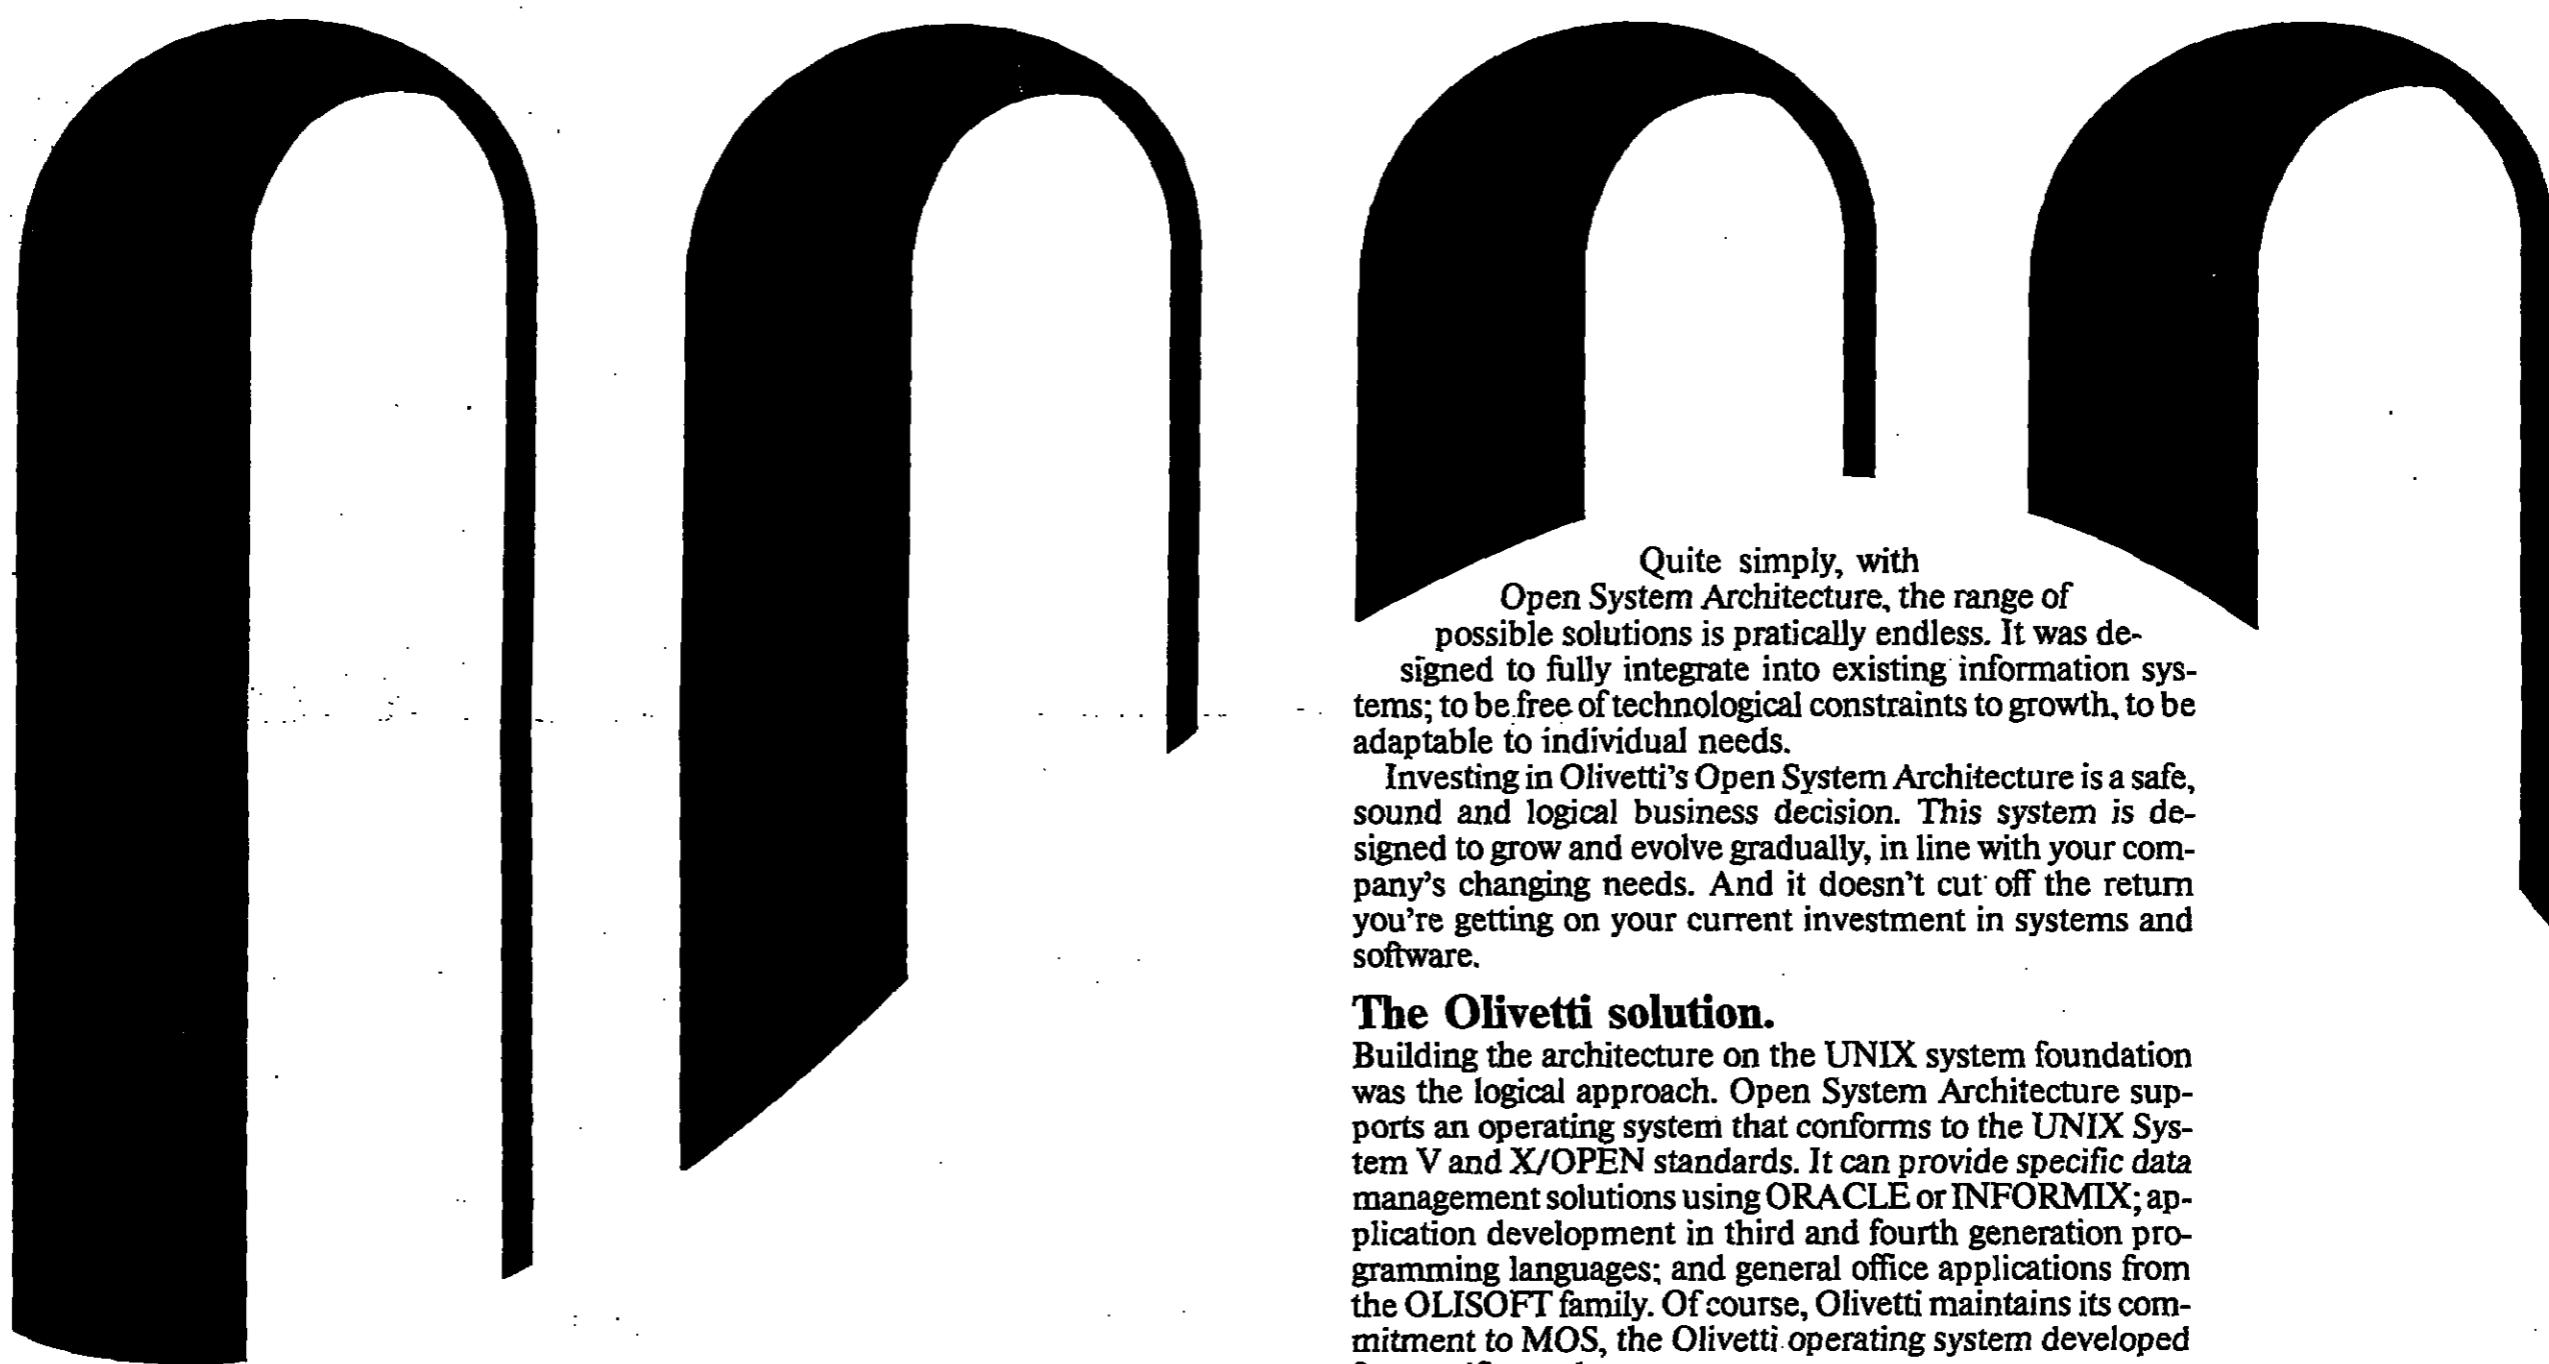 Quite simply, with
Open System Architecture, the range of
possible solutions is pratically endless. It was de-
signed to fully integrate into existing information sys-
tems; to be free of technological constraints to growth, to be
adaptable to individual needs.
Investing in Olivetti's Open System Architecture is a safe,
sound and logical business decision. This system is de-
signed to grow and evolve gradually, in line with your com-
pany's changing needs. And it doesn't cut off the return
you're getting on your current investment in systems and
software.
The Olivetti solution.
Building the architecture on the UNIX system foundation
was the logical approach. Open System Architecture sup-
ports an operating system that conforms to the UNIX Sys-
tem V and X/OPEN standards. It can provide specific data
management solutions using ORACLE or INFORMIX; ap-
plication development in third and fourth generation pro-
gramming languages; and general office applications from
the OLISOFT family. Of course, Olivetti maintains its com-
mitment to MOS, the Olivetti operating system developed